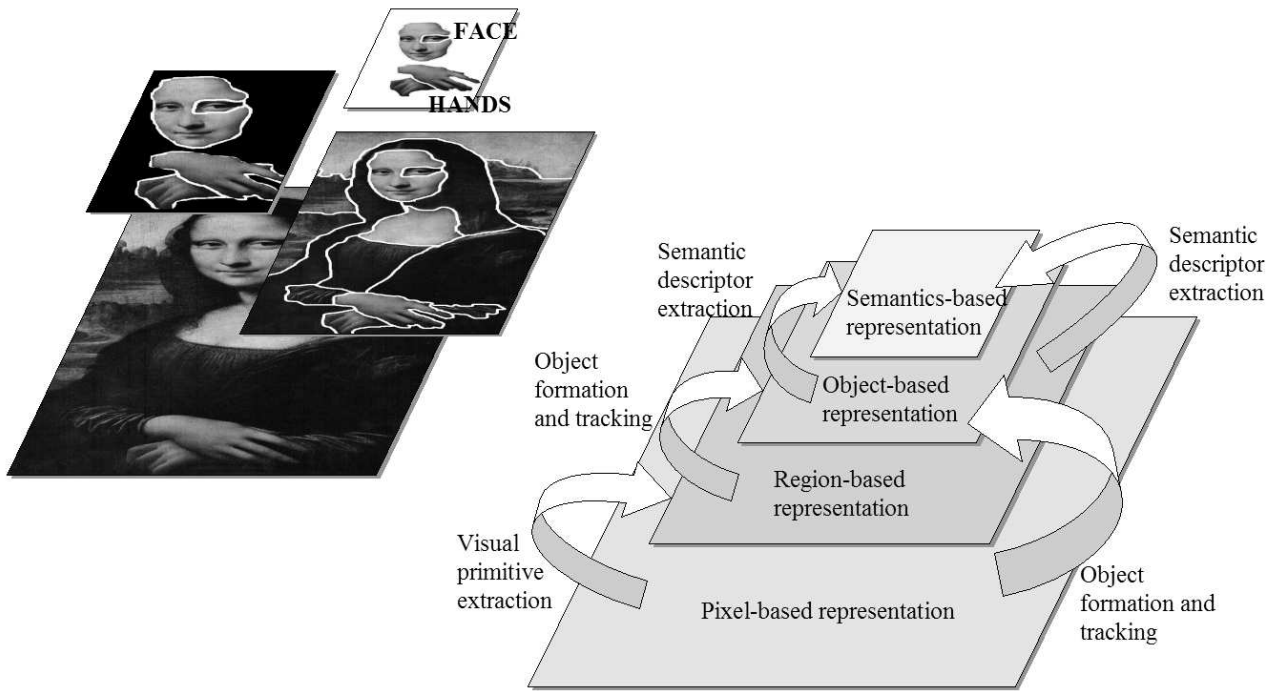 FACE
HANDS
Semantic
descriptor
extraction
Semantic
descriptor
extraction
Semantics-based
representation
Object
formation
and tracking
Object-based
representation
Region-based
representation
Visual
primitive
extraction
Object
formation and
tracking
Pixel-based representation